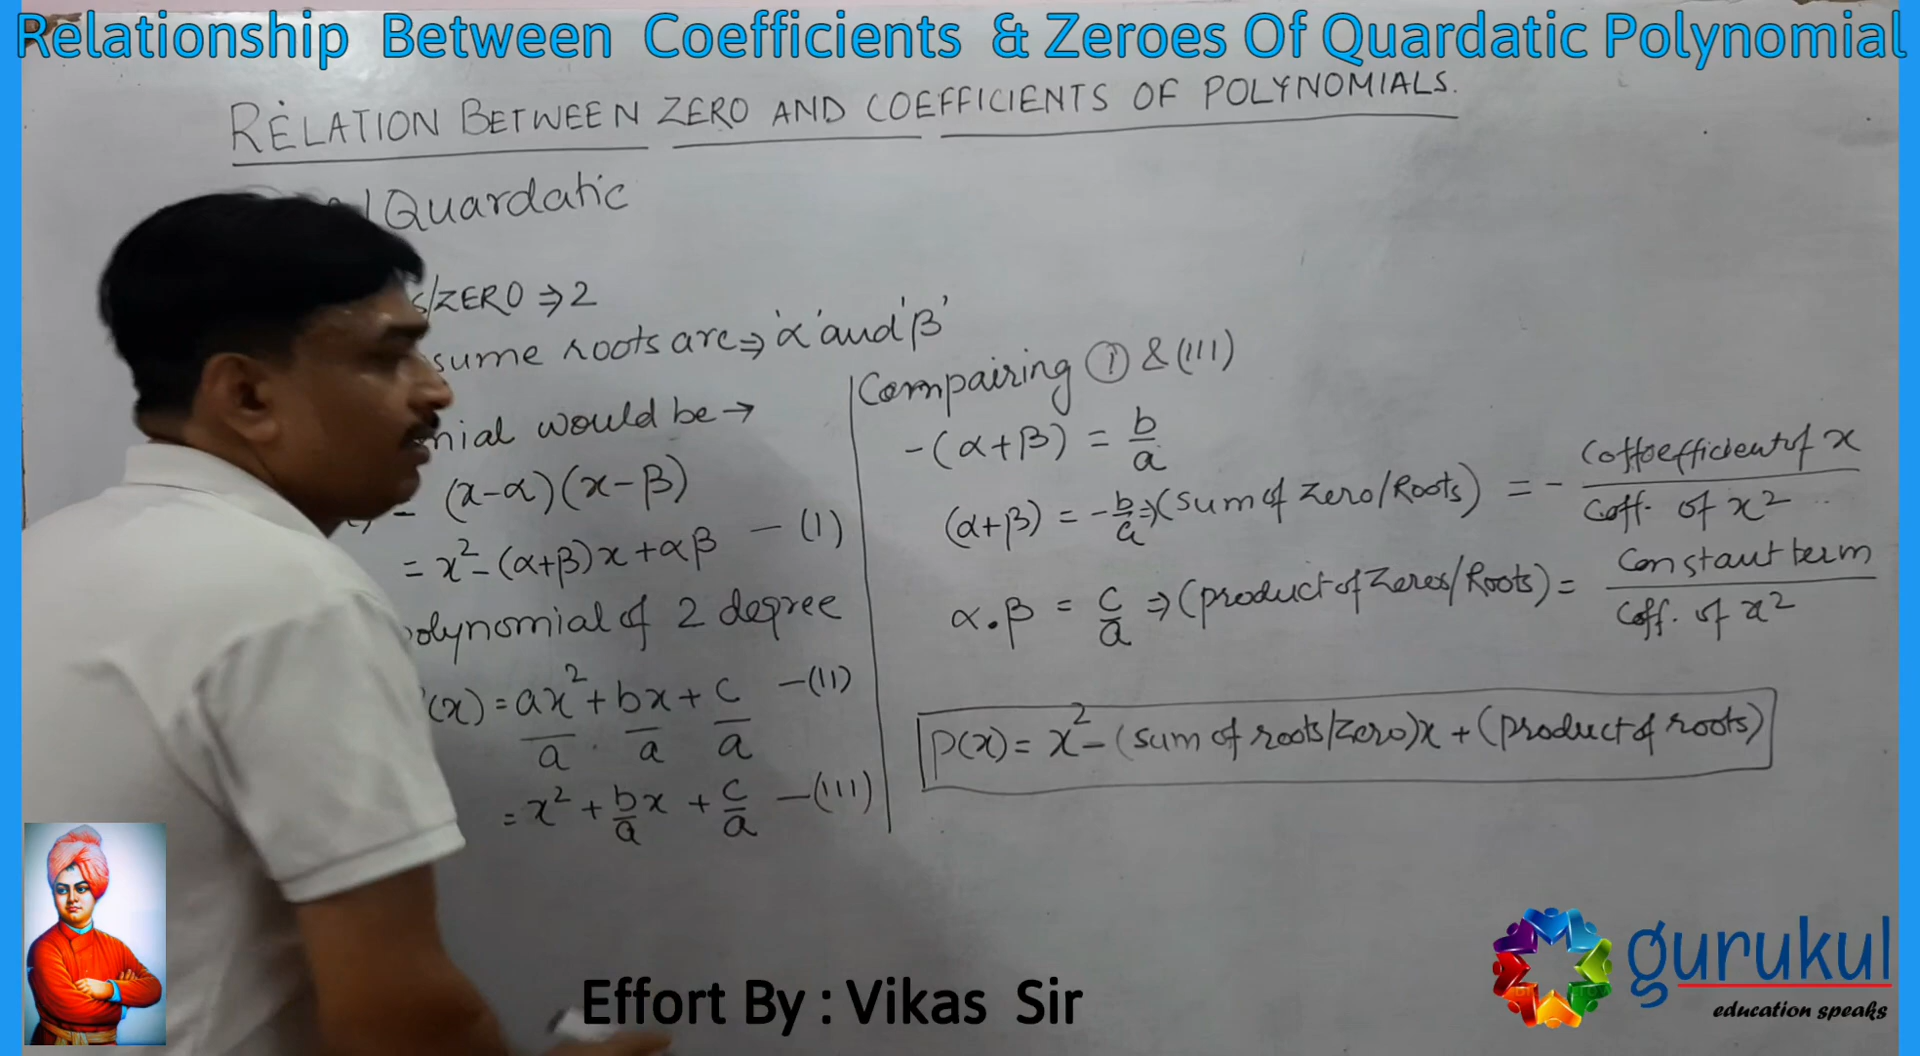 Relationship Between Coefficients & Zeroes Of Quardatic Polynomial
RELATION BETWEEN ZERO AND COEFFICIENTS OF POLYNOMIALS.
/Quardatic
/ZERO ⇒ 2
sume roots are ⇒ 'α' and 'β'
nial would be →
= (x-α)(x-β)
= x² - (α+β)x + αβ — (I)
olynomial of 2 degree
(x) = ax²/a + bx/a + c/a — (II)
= x² + b/a x + c/a — (III)
Compairing ① & (III)
-(α+β) = b/a
(α+β) = -b/a ⇒ (sum of zero/Roots) = - Coffoefficient of x / Coff. of x²
α.β = c/a ⇒ (product of Zeroes/Roots) = Constant term / Coff. of x²
P(x) = x² - (sum of roots/zero)x + (product of roots)
Effort By : Vikas Sir
gurukul
education speaks